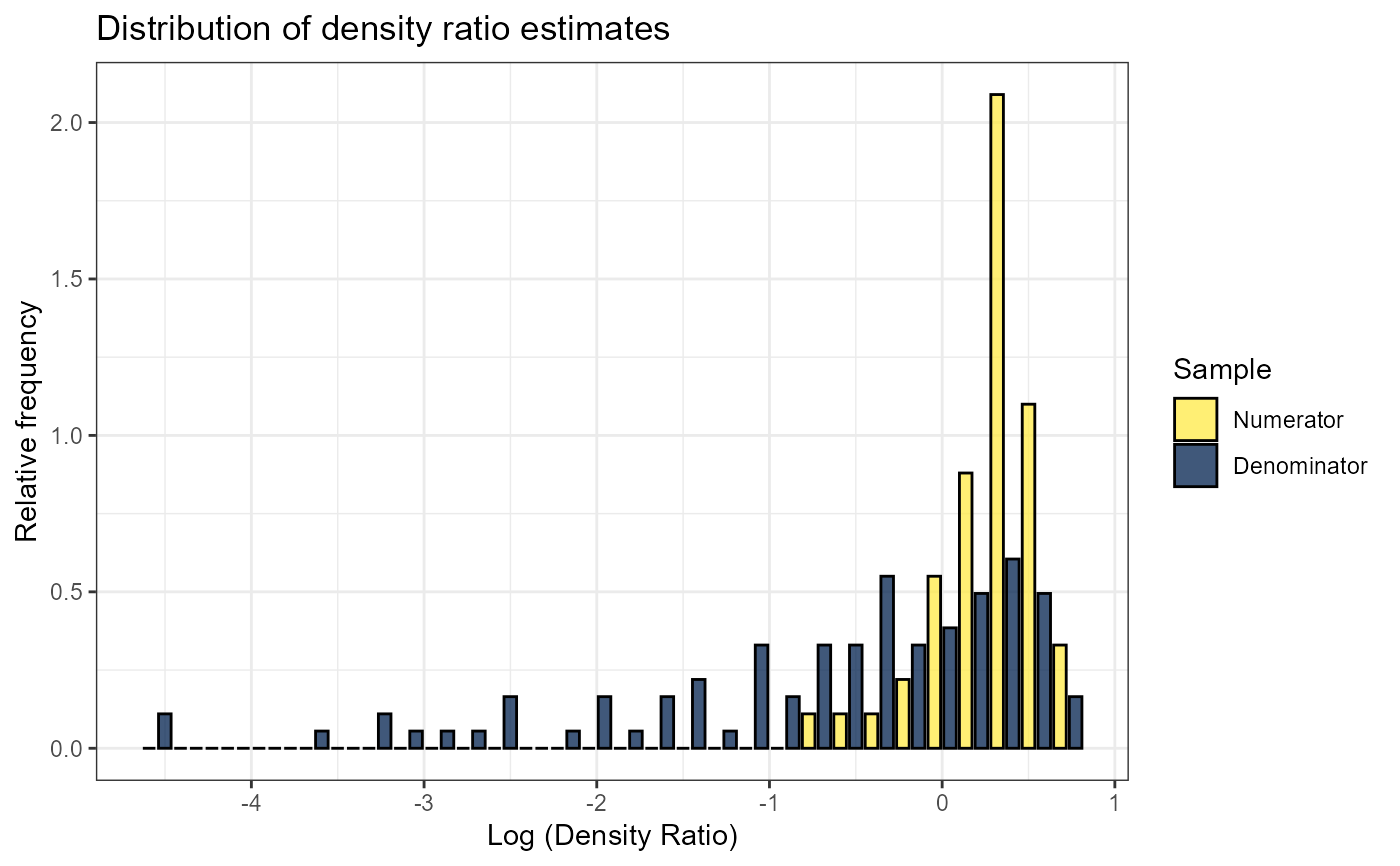 Distribution of density ratio estimates
Relative frequency
2.0
1.5
1.0
0.5
0.0
-4 -3 -2 -1 0 1
Log (Density Ratio)
Sample
Numerator
Denominator